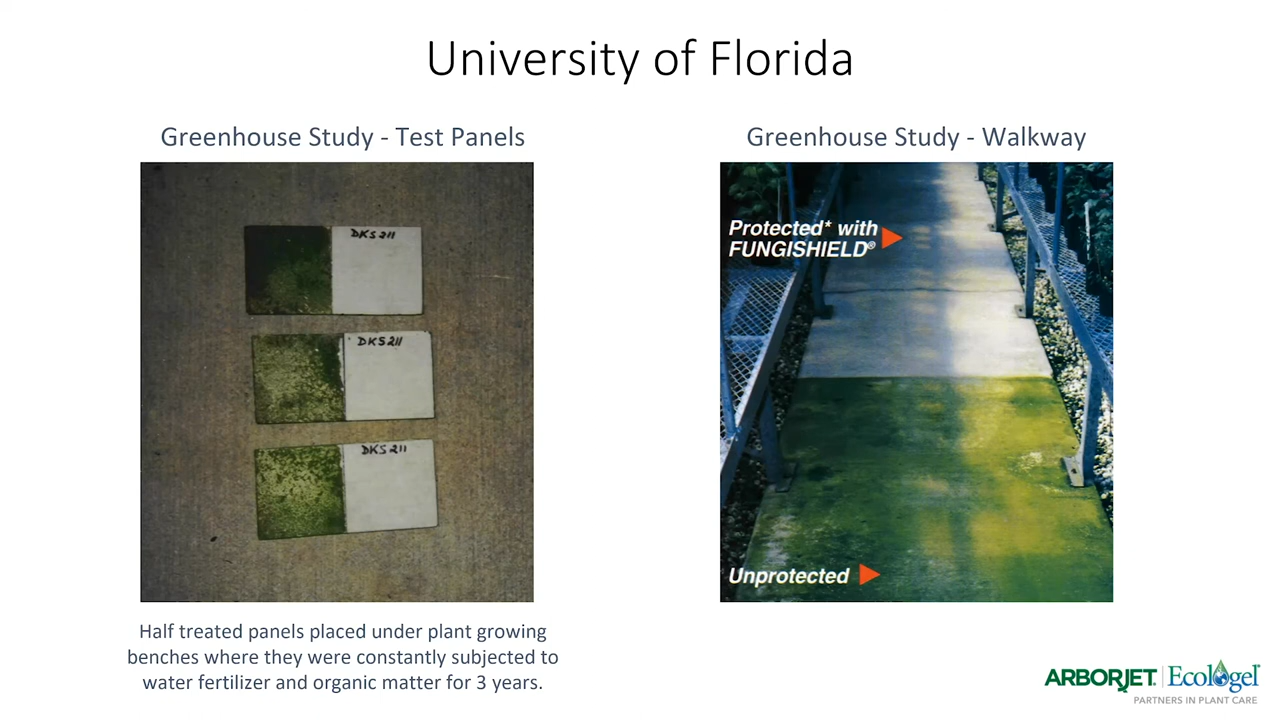 University of Florida
Greenhouse Study - Test Panels
Greenhouse Study - Walkway
DKS211
DKS211
DKS211
Protected* with
FUNGISHIELD®
Unprotected
Half treated panels placed under plant growing
benches where they were constantly subjected to
water fertilizer and organic matter for 3 years.
ARBORJET Ecologel
PARTNERS IN PLANT CARE